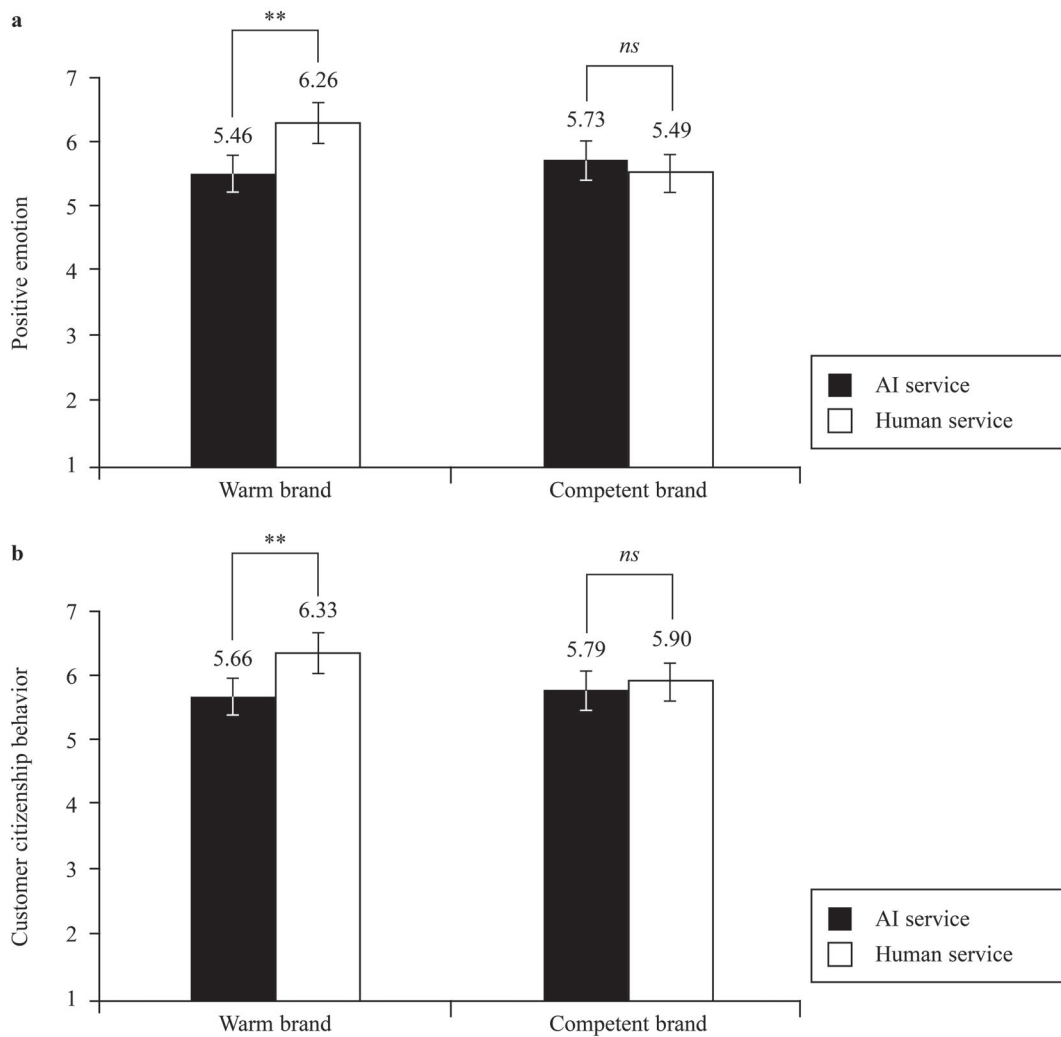 a
**
ns
7
6.26
5.46
5.73
5.49
6
5
4
3
2
1
Positive emotion
AI service
Human service
Warm brand
Competent brand
b
**
ns
7
6.33
5.66
5.79
5.90
6
5
4
3
2
1
Customer citizenship behavior
AI service
Human service
Warm brand
Competent brand